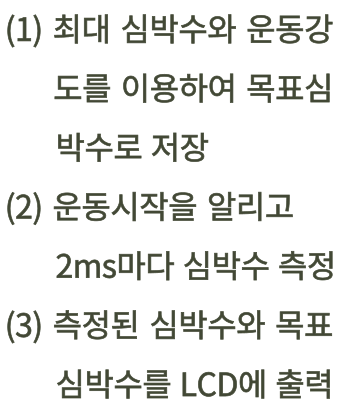 (1) 최대 심박수와 운동강
도를 이용하여 목표심
박수로 저장
(2) 운동시작을 알리고
2ms마다 심박수 측정
(3) 측정된 심박수와 목표
심박수를 LCD에 출력